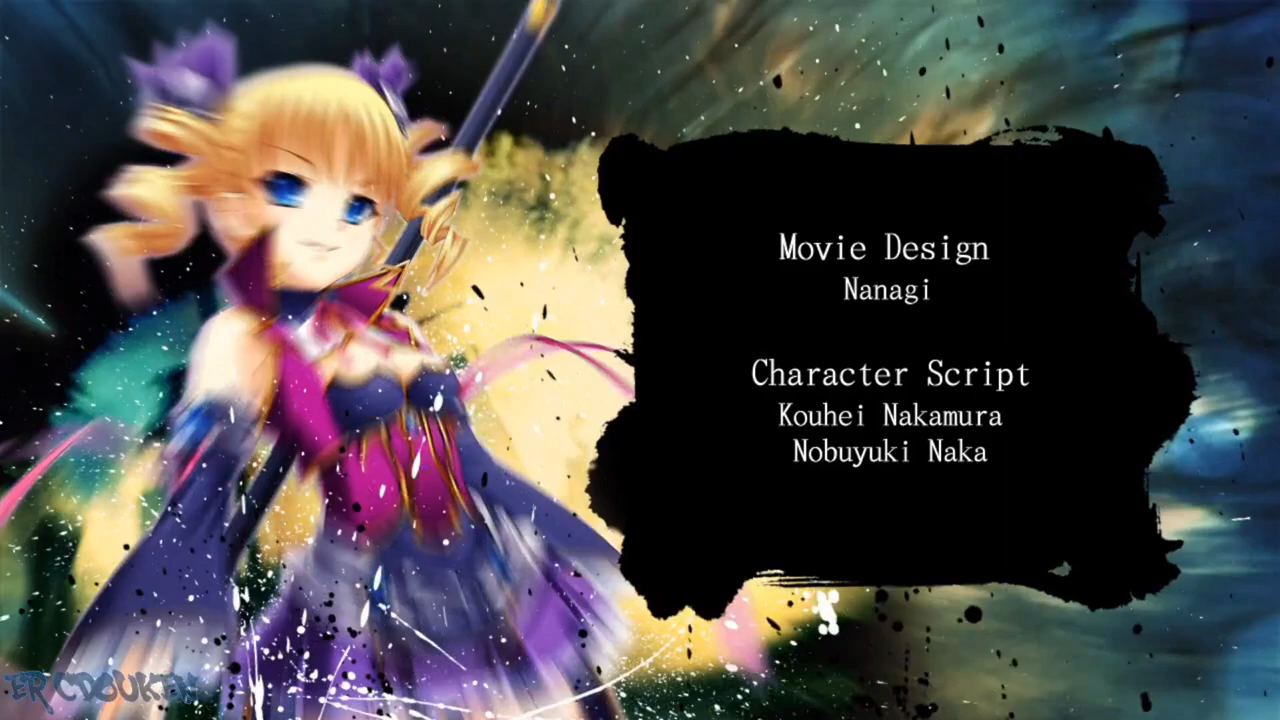 Movie Design
Nanagi
Character Script
Kouhei Nakamura
Nobuyuki Naka